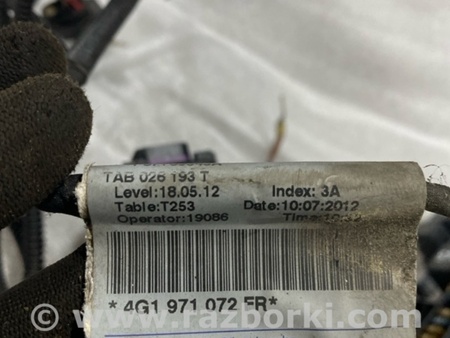 TAB 026 193 T
Level:18.05.12 Index: 3A
Table:T253 Date:10:07:2012
Operator:19086 Time:
* 4G1 971 072 FR*
© www.razborki.com